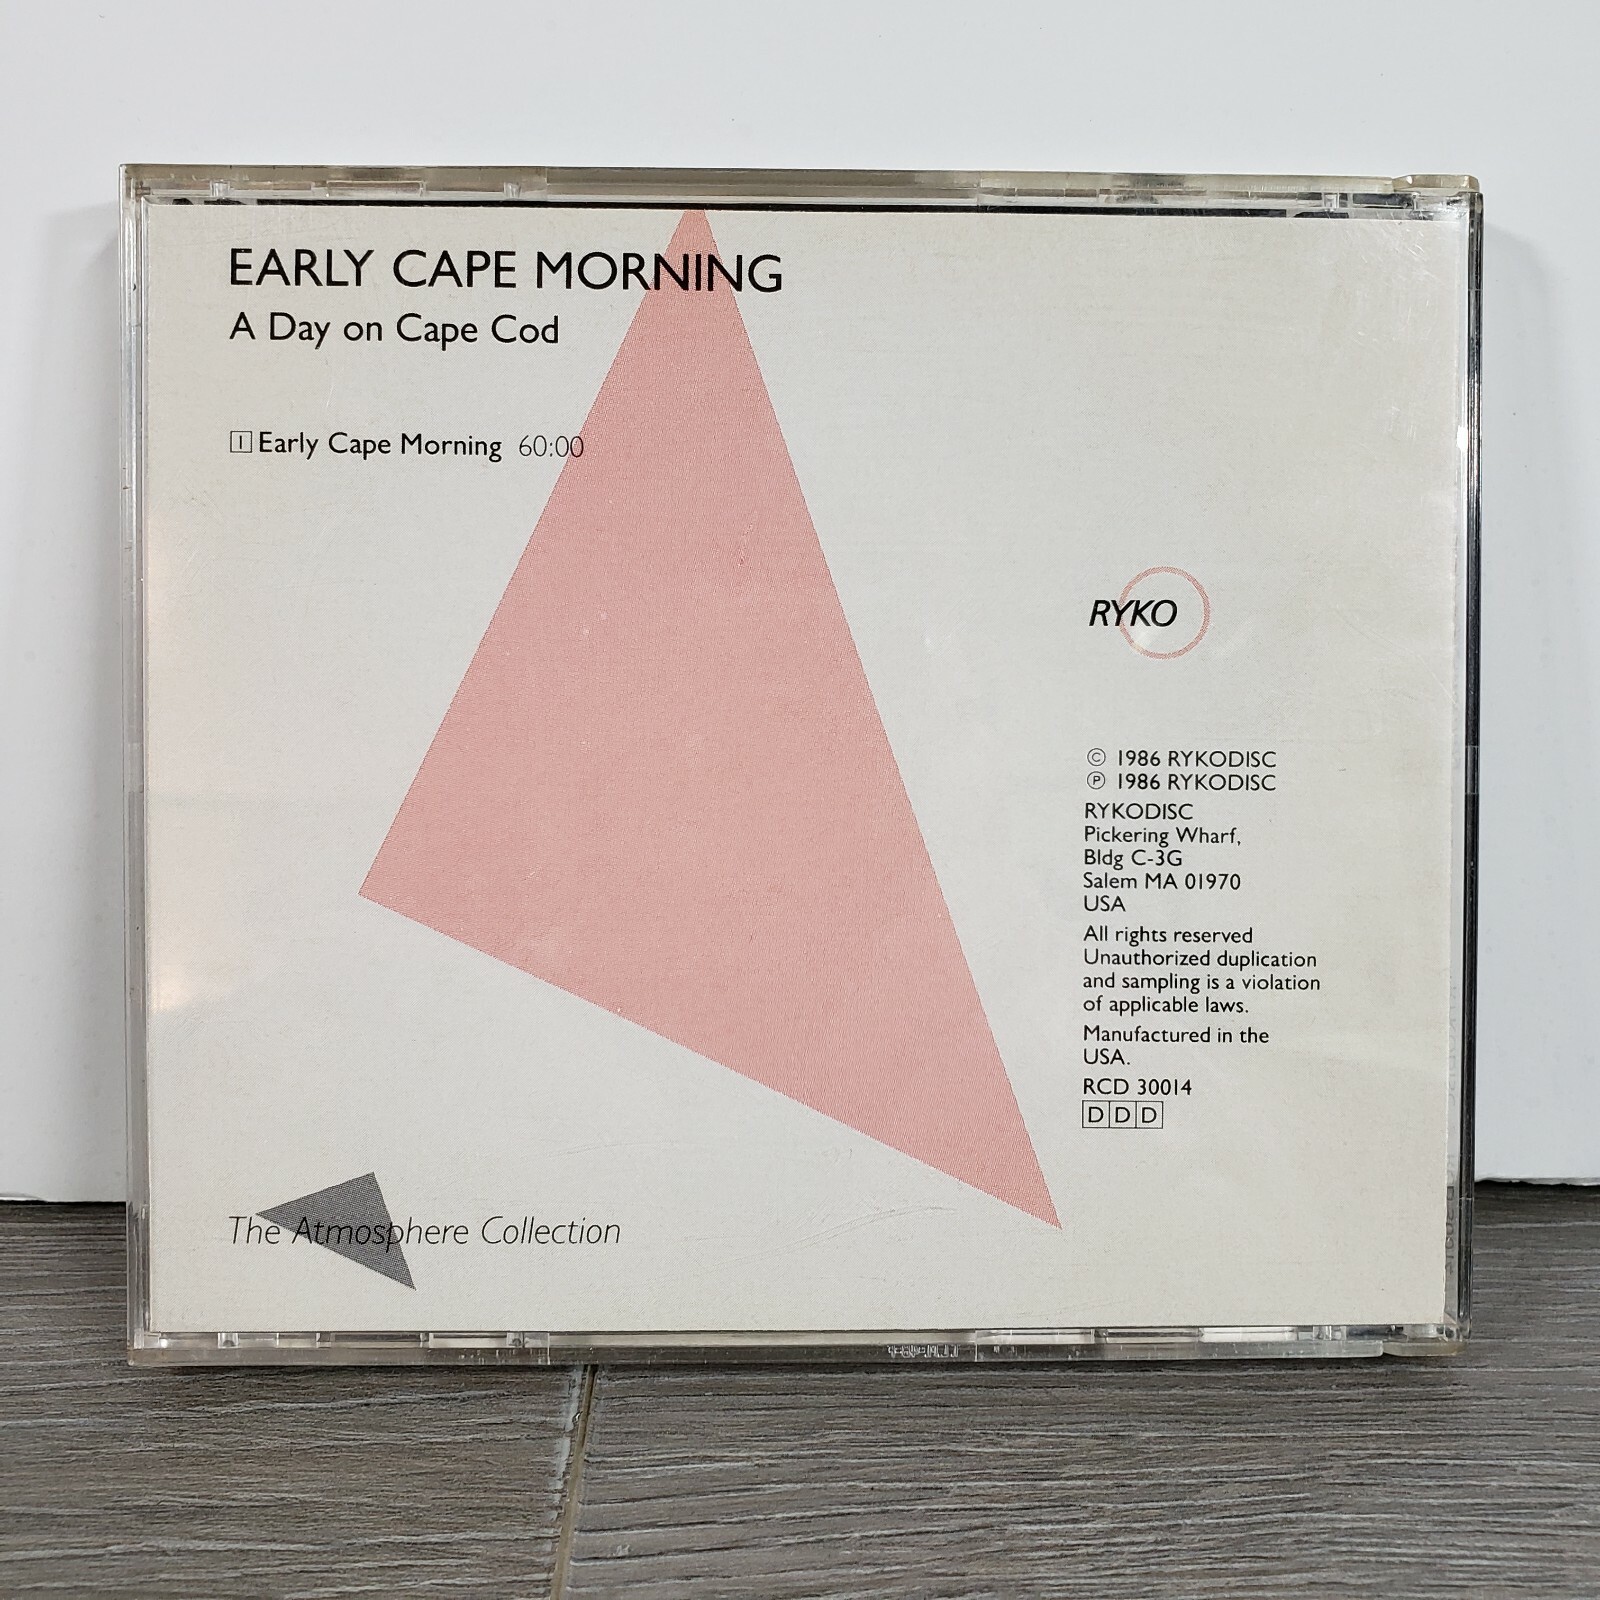 EARLY CAPE MORNING
A Day on Cape Cod
1 Early Cape Morning 60:00
RYKO
© 1986 RYKODISC
℗ 1986 RYKODISC
RYKODISC
Pickering Wharf,
Bldg C-3G
Salem MA 01970
USA
All rights reserved
Unauthorized duplication
and sampling is a violation
of applicable laws.
Manufactured in the
USA.
RCD 30014
DDD
The Atmosphere Collection